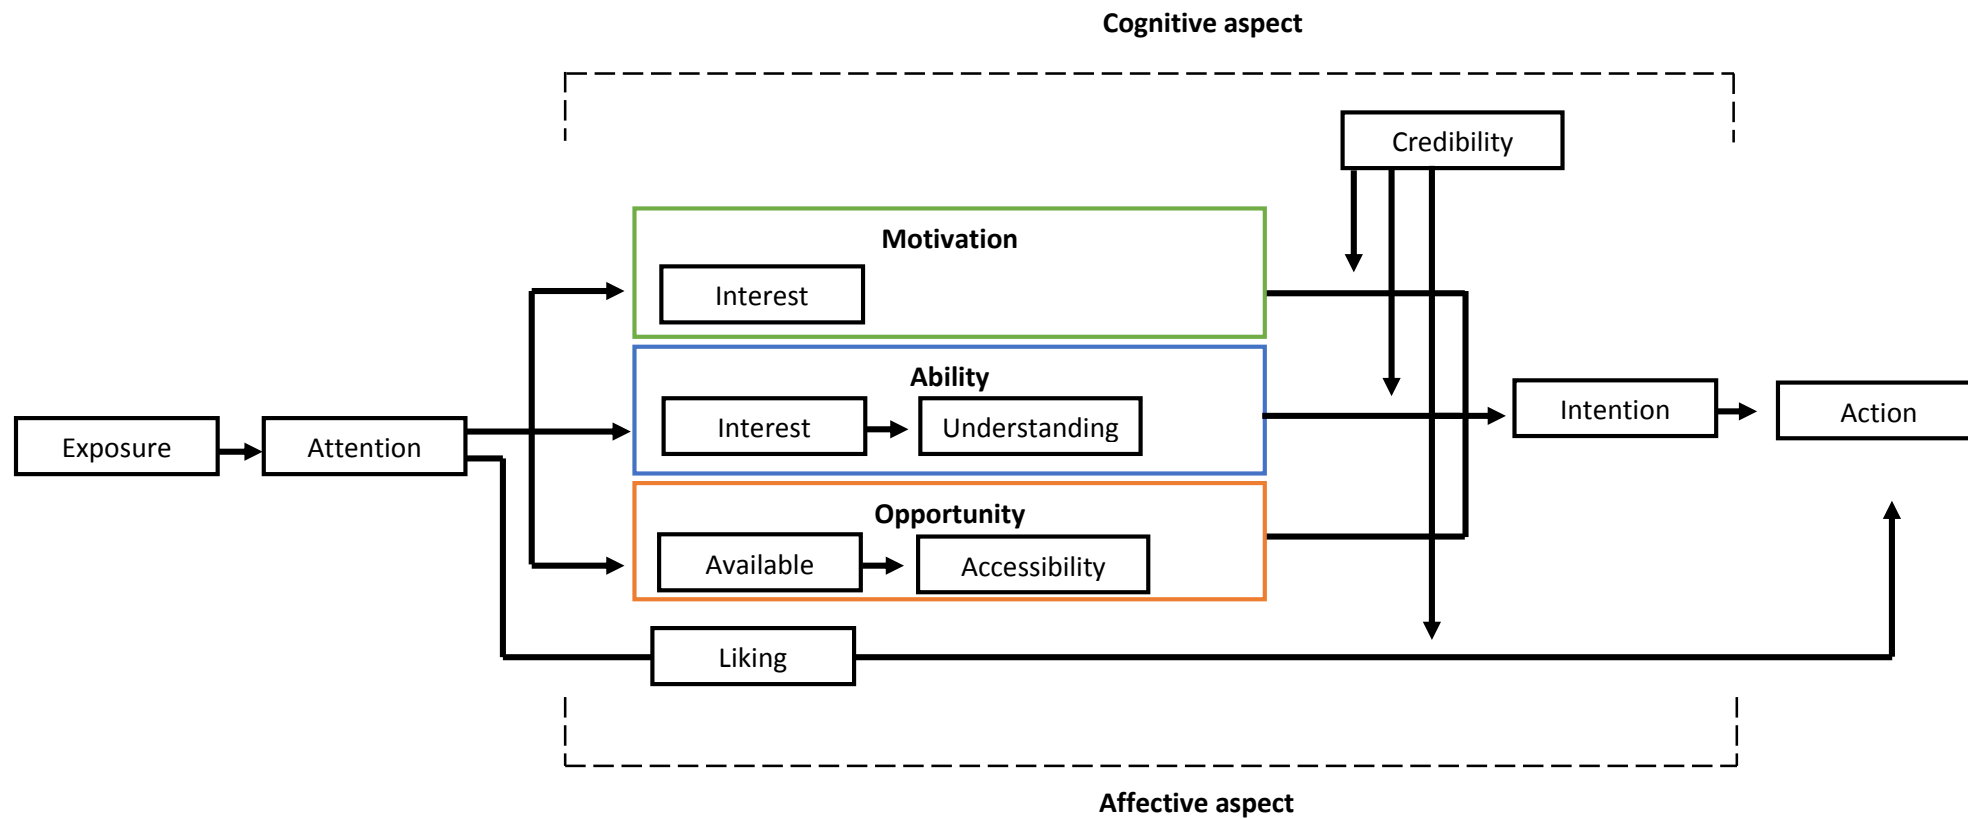 Cognitive aspect
Credibility
Motivation
Interest
Ability
Interest
Understanding
Exposure
Attention
Intention
Action
Opportunity
Available
Accessibility
Liking
Affective aspect